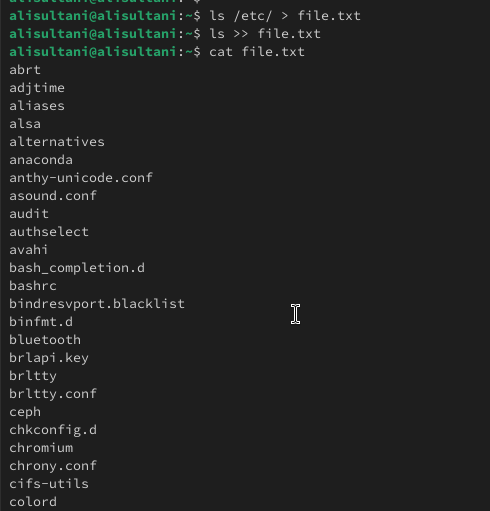 alisultani@alisultani:~$ ls /etc/ > file.txt
alisultani@alisultani:~$ ls >> file.txt
alisultani@alisultani:~$ cat file.txt
abrt
adjtime
aliases
alsa
alternatives
anaconda
anthy-unicode.conf
asound.conf
audit
authselect
avahi
bash_completion.d
bashrc
bindresvport.blacklist
binfmt.d
bluetooth
brlapi.key
brltty
brltty.conf
ceph
chkconfig.d
chromium
chrony.conf
cifs-utils
colord